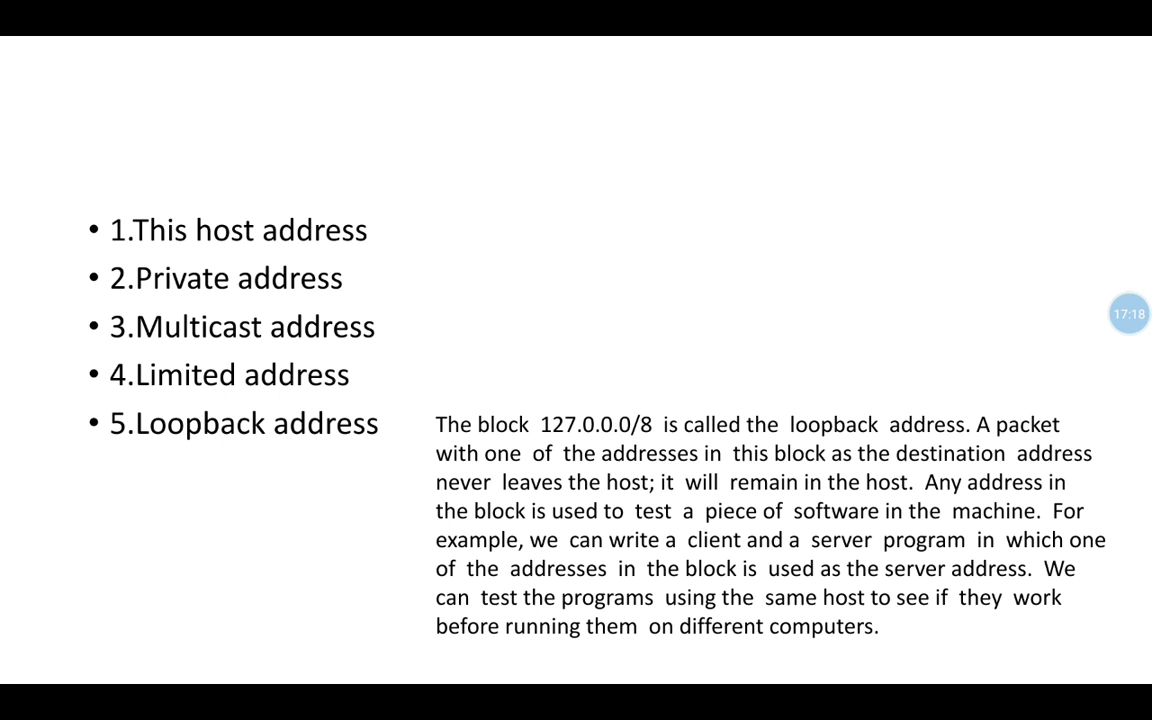 • 1.This host address
• 2.Private address
• 3.Multicast address
17:18
• 4.Limited address
• 5.Loopback address
The block 127.0.0.0/8 is called the loopback address. A packet
with one of the addresses in this block as the destination address
never leaves the host; it will remain in the host. Any address in
the block is used to test a piece of software in the machine. For
example, we can write a client and a server program in which one
of the addresses in the block is used as the server address. We
can test the programs using the same host to see if they work
before running them on different computers.